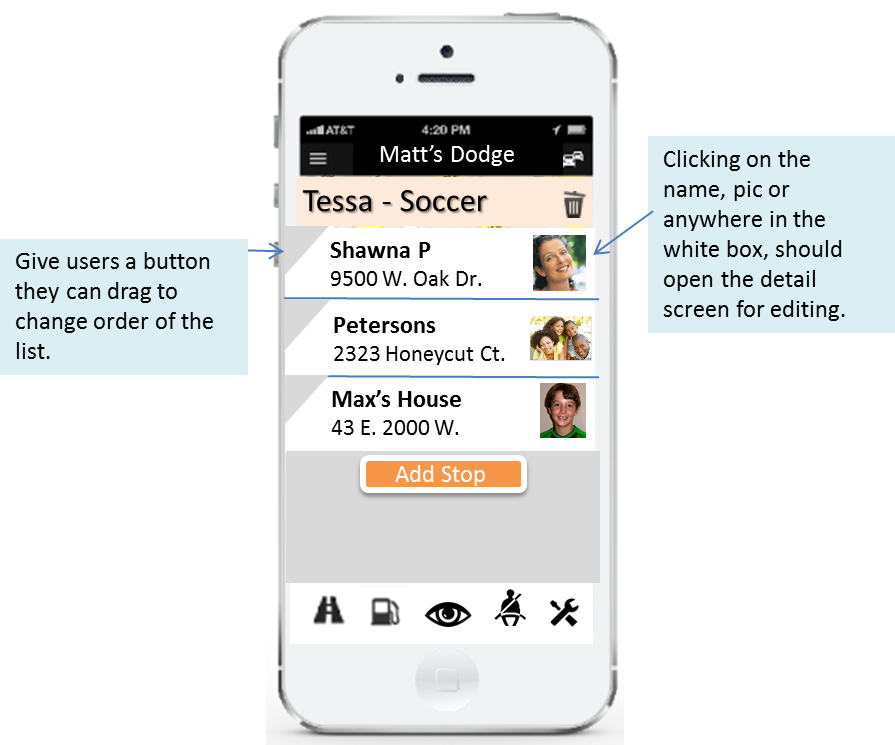 AT&T 4:20 PM
Matt's Dodge
Tessa - Soccer
Shawna P
9500 W. Oak Dr.
Petersons
2323 Honeycut Ct.
Max's House
43 E. 2000 W.
Add Stop
Give users a button
they can drag to
change order of the
list.
Clicking on the
name, pic or
anywhere in the
white box, should
open the detail
screen for editing.